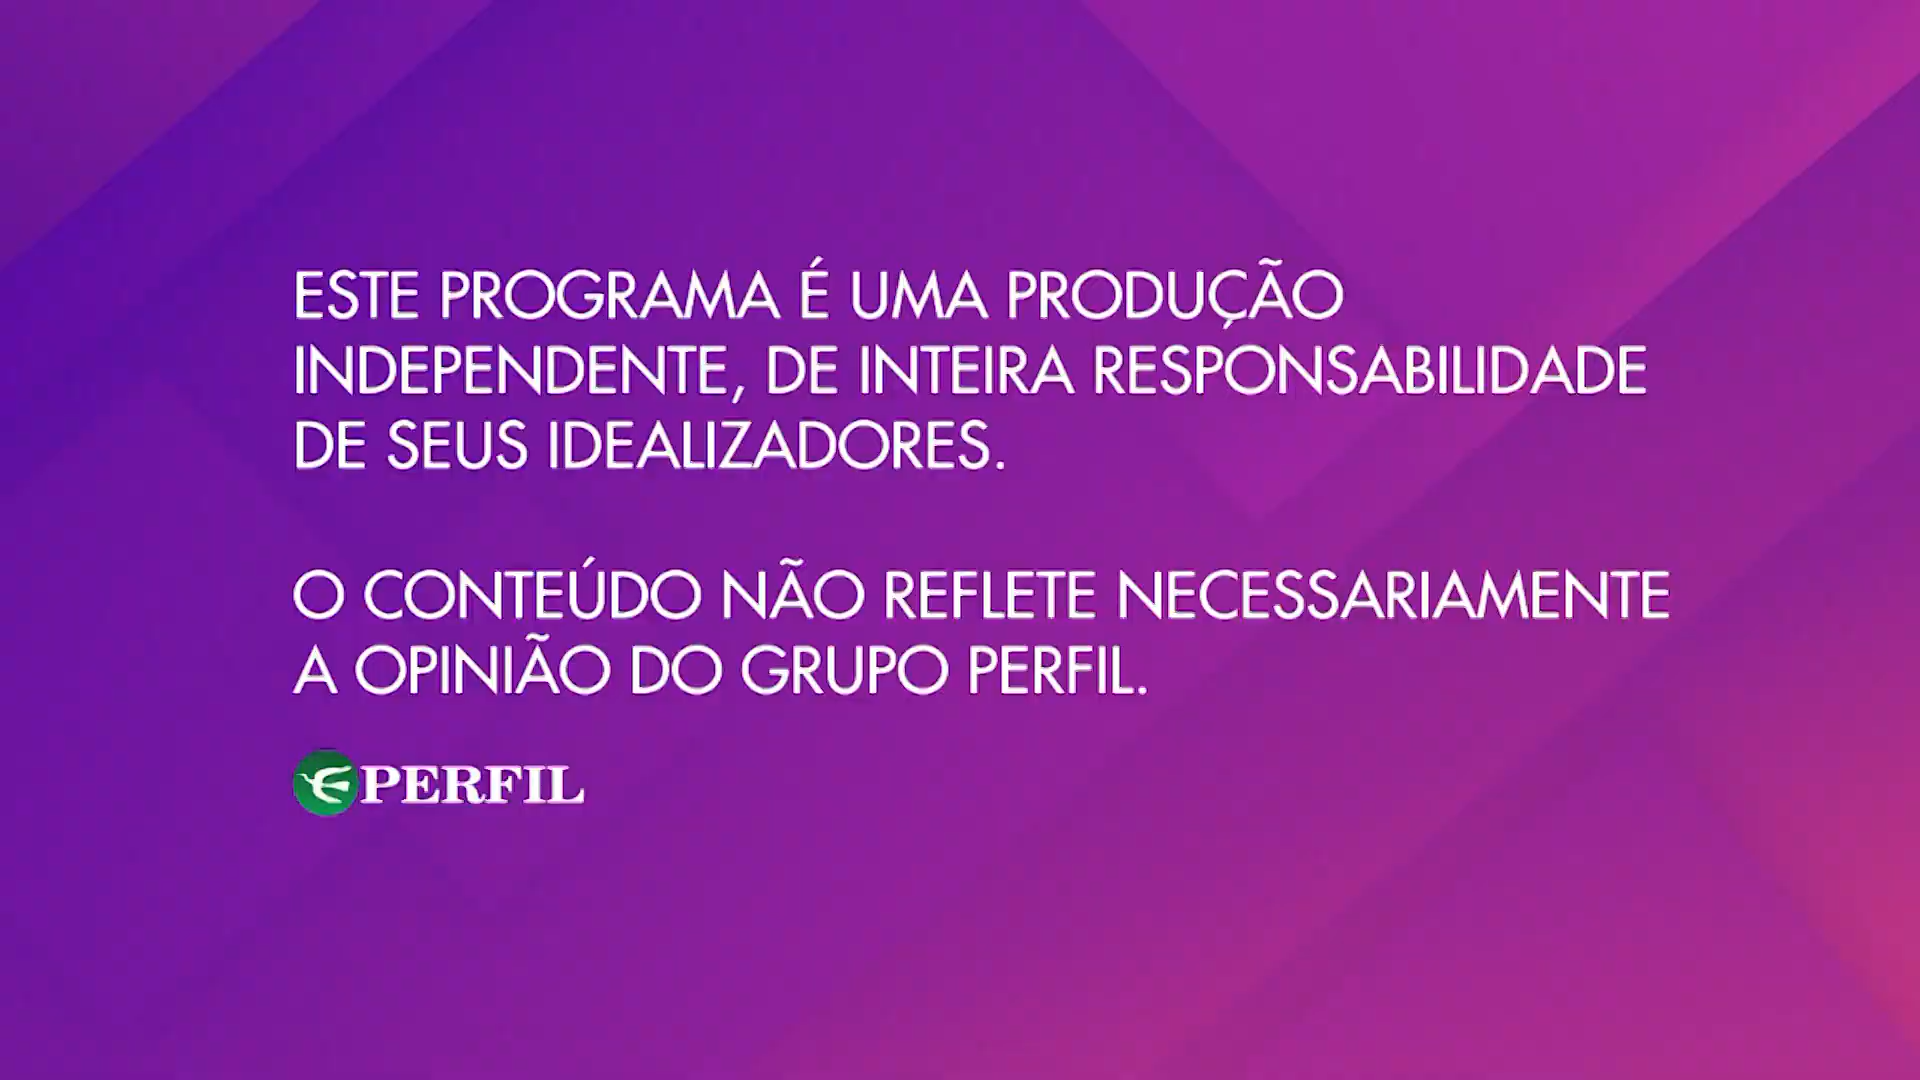 ESTE PROGRAMA É UMA PRODUÇÃO
INDEPENDENTE, DE INTEIRA RESPONSABILIDADE
DE SEUS IDEALIZADORES.
O CONTEÚDO NÃO REFLETE NECESSARIAMENTE
A OPINIÃO DO GRUPO PERFIL.
PERFIL